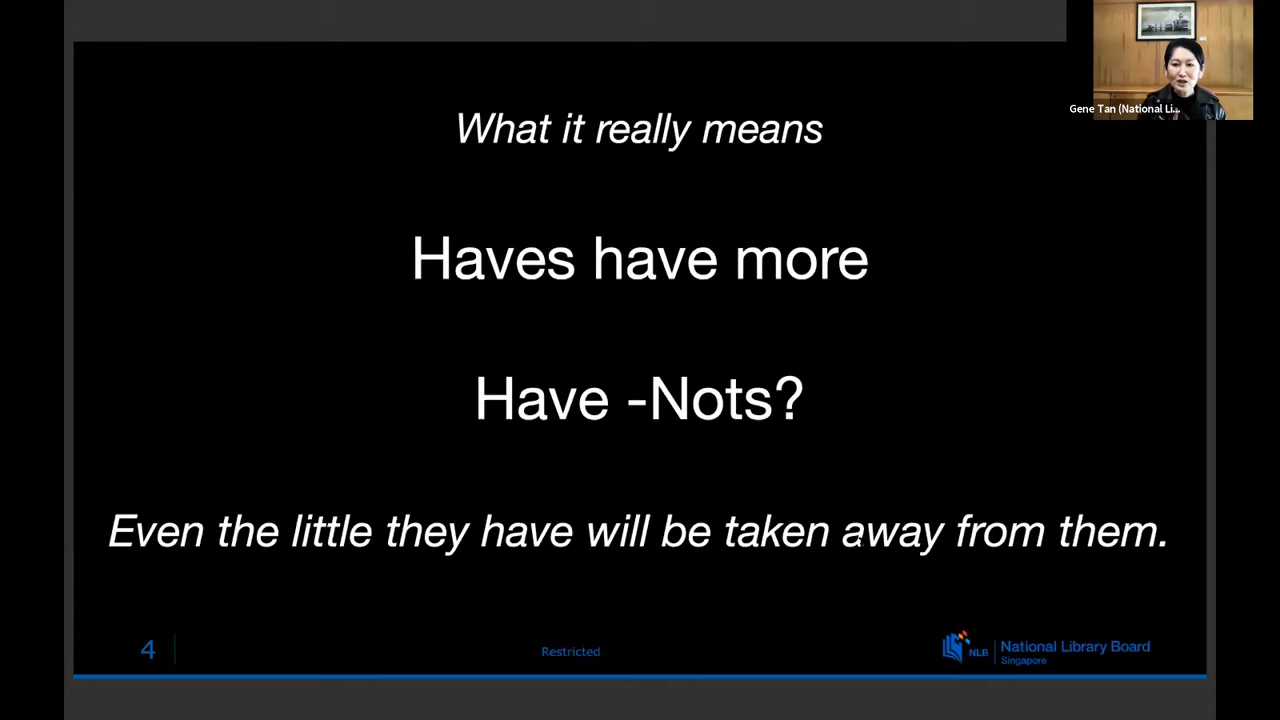 Gene Tan (National Li...
What it really means
Haves have more
Have -Nots?
Even the little they have will be taken away from them.
4
Restricted
NLB
National Library Board
Singapore